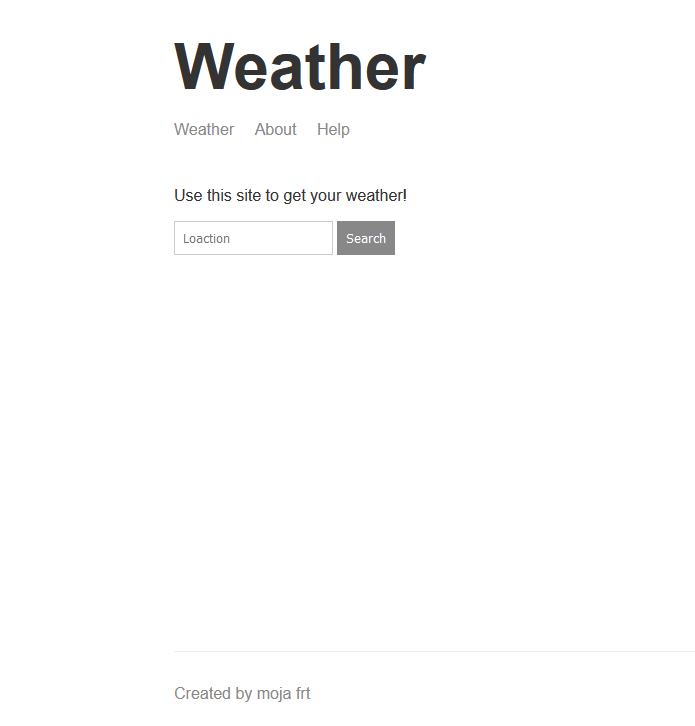 Weather
Weather About Help
Use this site to get your weather!
Loaction Search
Created by moja frt